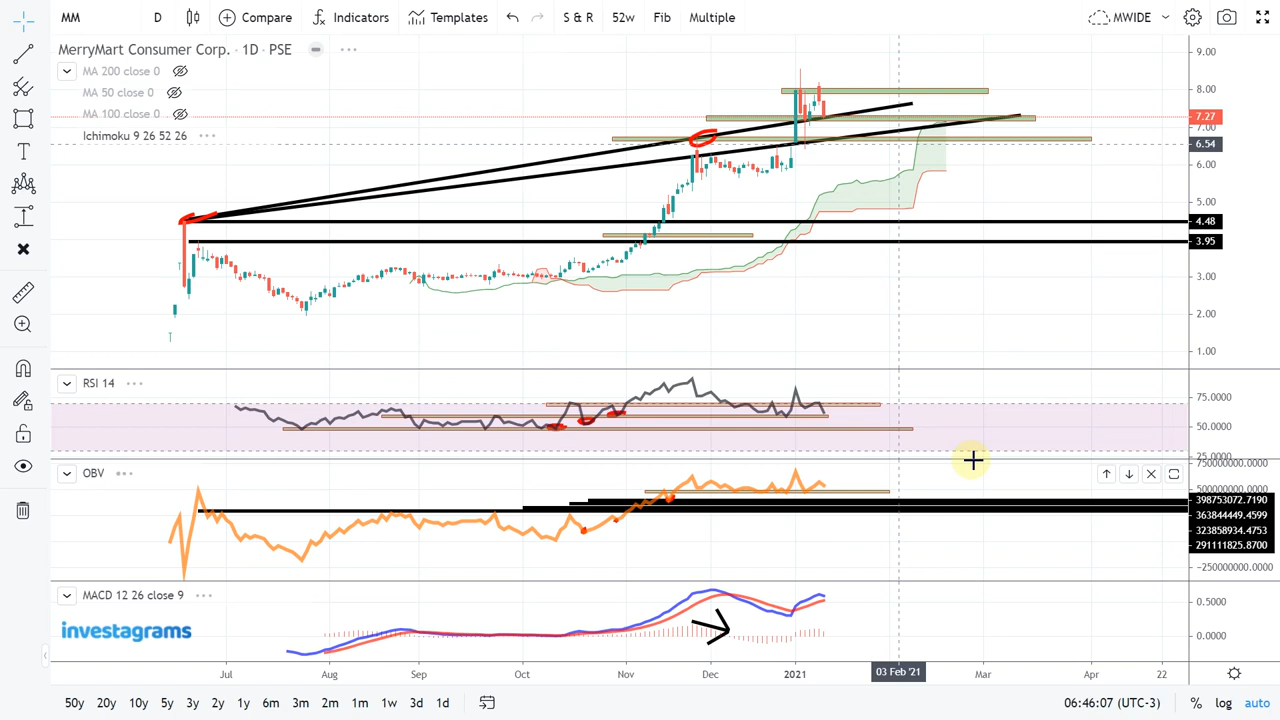 MM D Compare Indicators Templates S & R 52w Fib Multiple MWIDE
MerryMart Consumer Corp. · 1D · PSE
MA 200 close 0
MA 50 close 0
MA 100 close 0
Ichimoku 9 26 52 26
9.00
8.00
7.27
7.00
6.54
6.00
5.00
4.48
3.95
3.00
2.00
1.00
RSI 14
75.0000
50.0000
25.0000
OBV
750000000.0000
500000000.0000
398753072.7190
363844449.4599
323858934.4753
291111825.8700
-250000000.0000
MACD 12 26 close 9
0.5000
0.0000
investagrams
Jul Aug Sep Oct Nov Dec 2021 03 Feb '21 Mar Apr 22
50y 20y 10y 5y 3y 2y 1y 6m 3m 2m 1m 1w 3d 1d 06:46:07 (UTC-3) % log auto